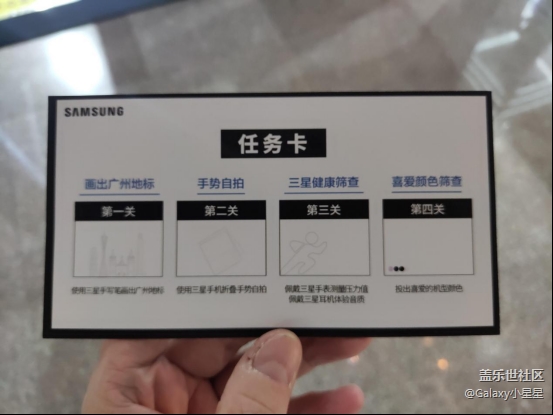 SAMSUNG
任务卡
画出广州地标 手势自拍 三星健康筛查 喜爱颜色筛查
第一关 第二关 第三关 第四关
使用三星手写笔画出广州地标 使用三星手机折叠手势自拍 佩戴三星手表测量压力值 投出喜爱的机型颜色
佩戴三星耳机体验音质
盖乐世社区
@Galaxy小星星